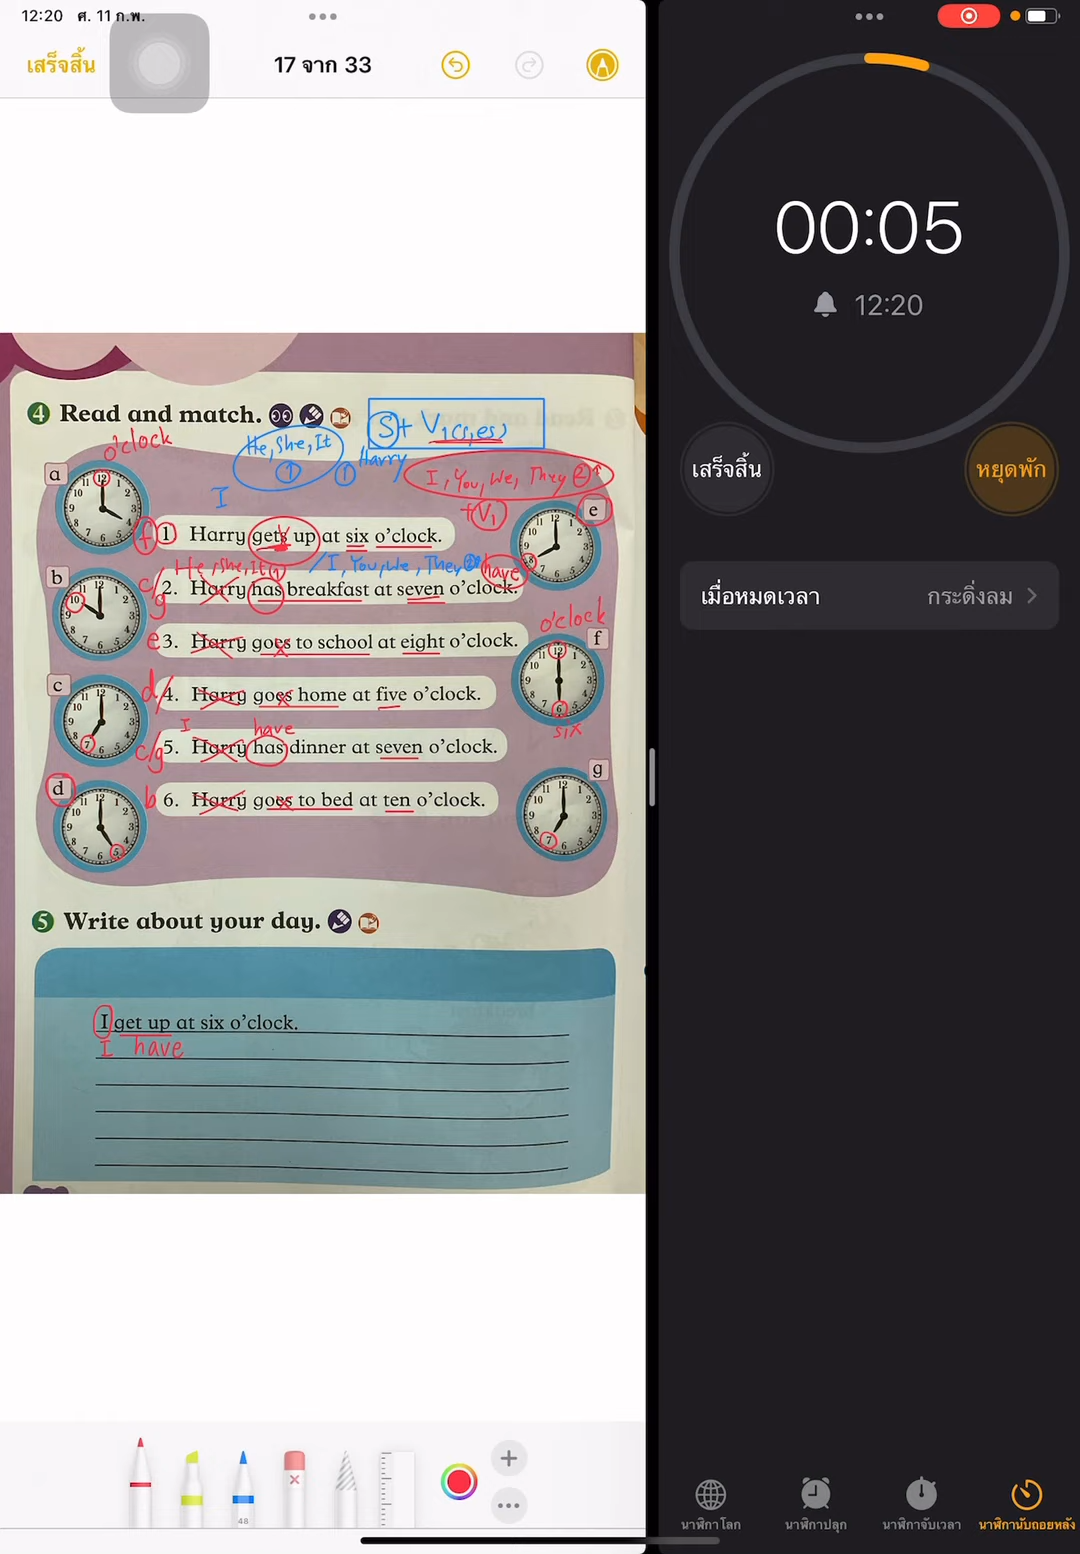 12:20 ศ. 11 ก.พ.
เสร็จสิ้น
17 จาก 33
4 Read and match.
S + V1(s,es)
o'clock
He, She, It
1
1 Harry
I, You, We, They 2↑
I
+V1
a
e
f 1 Harry gets up at six o'clock.
He, She, It 1 / I, You, We, They 2↑ have
b
c/g 2. Harry has breakfast at seven o'clock.
o'clock
e 3. Harry goes to school at eight o'clock.
f
c
d/ 4. Harry goes home at five o'clock.
I have
six
c/g 5. Harry has dinner at seven o'clock.
g
d
b 6. Harry goes to bed at ten o'clock.
5 Write about your day.
I get up at six o'clock.
I have
48
00:05
12:20
เสร็จสิ้น
หยุดพัก
เมื่อหมดเวลา
กระดิ่งลม
นาฬิกาโลก
นาฬิกาปลุก
นาฬิกาจับเวลา
นาฬิกานับถอยหลัง